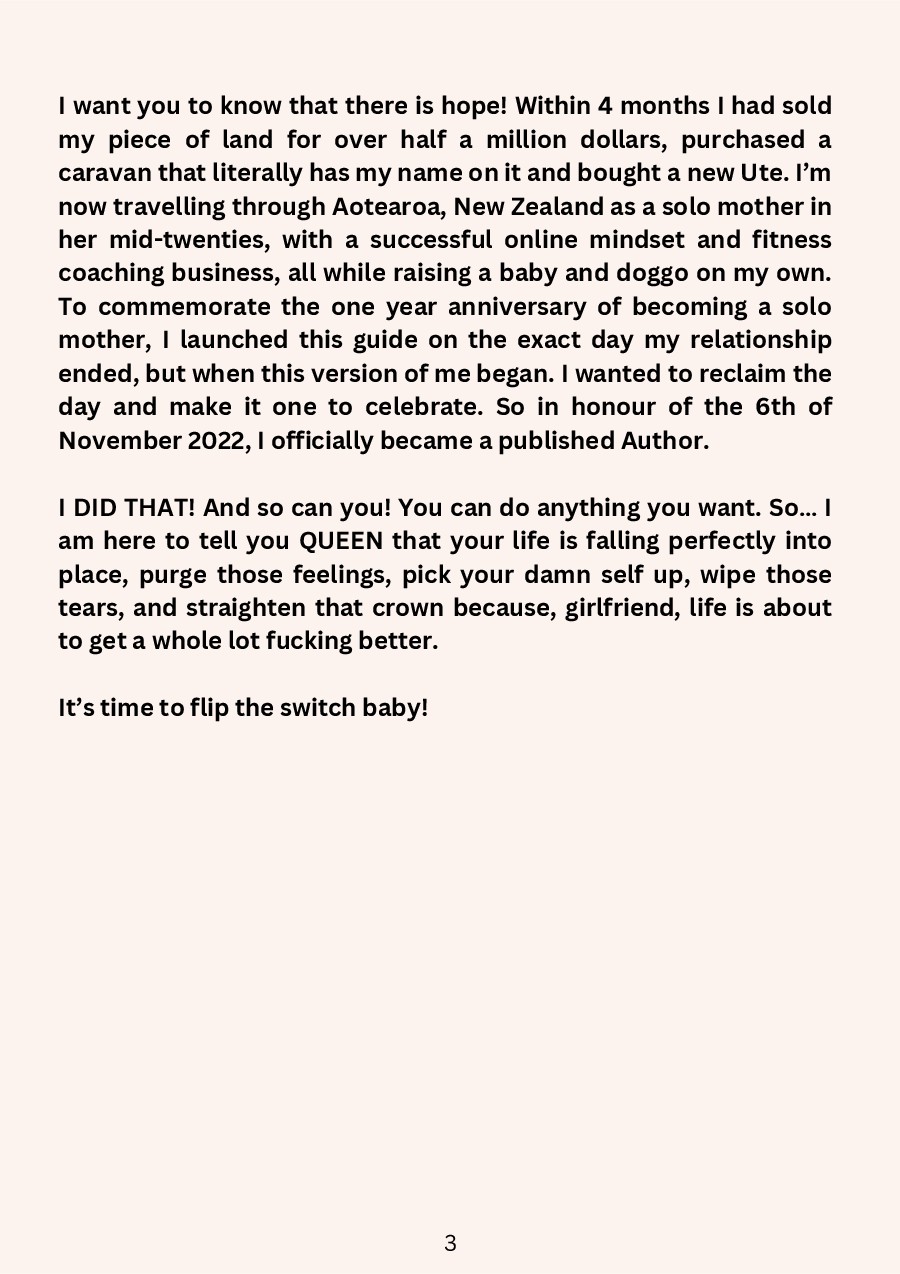 I want you to know that there is hope! Within 4 months I had sold
my piece of land for over half a million dollars, purchased a
caravan that literally has my name on it and bought a new Ute. I’m
now travelling through Aotearoa, New Zealand as a solo mother in
her mid-twenties, with a successful online mindset and fitness
coaching business, all while raising a baby and doggo on my own.
To commemorate the one year anniversary of becoming a solo
mother, I launched this guide on the exact day my relationship
ended, but when this version of me began. I wanted to reclaim the
day and make it one to celebrate. So in honour of the 6th of
November 2022, I officially became a published Author.
I DID THAT! And so can you! You can do anything you want. So... I
am here to tell you QUEEN that your life is falling perfectly into
place, purge those feelings, pick your damn self up, wipe those
tears, and straighten that crown because, girlfriend, life is about
to get a whole lot fucking better.
It’s time to flip the switch baby!
3